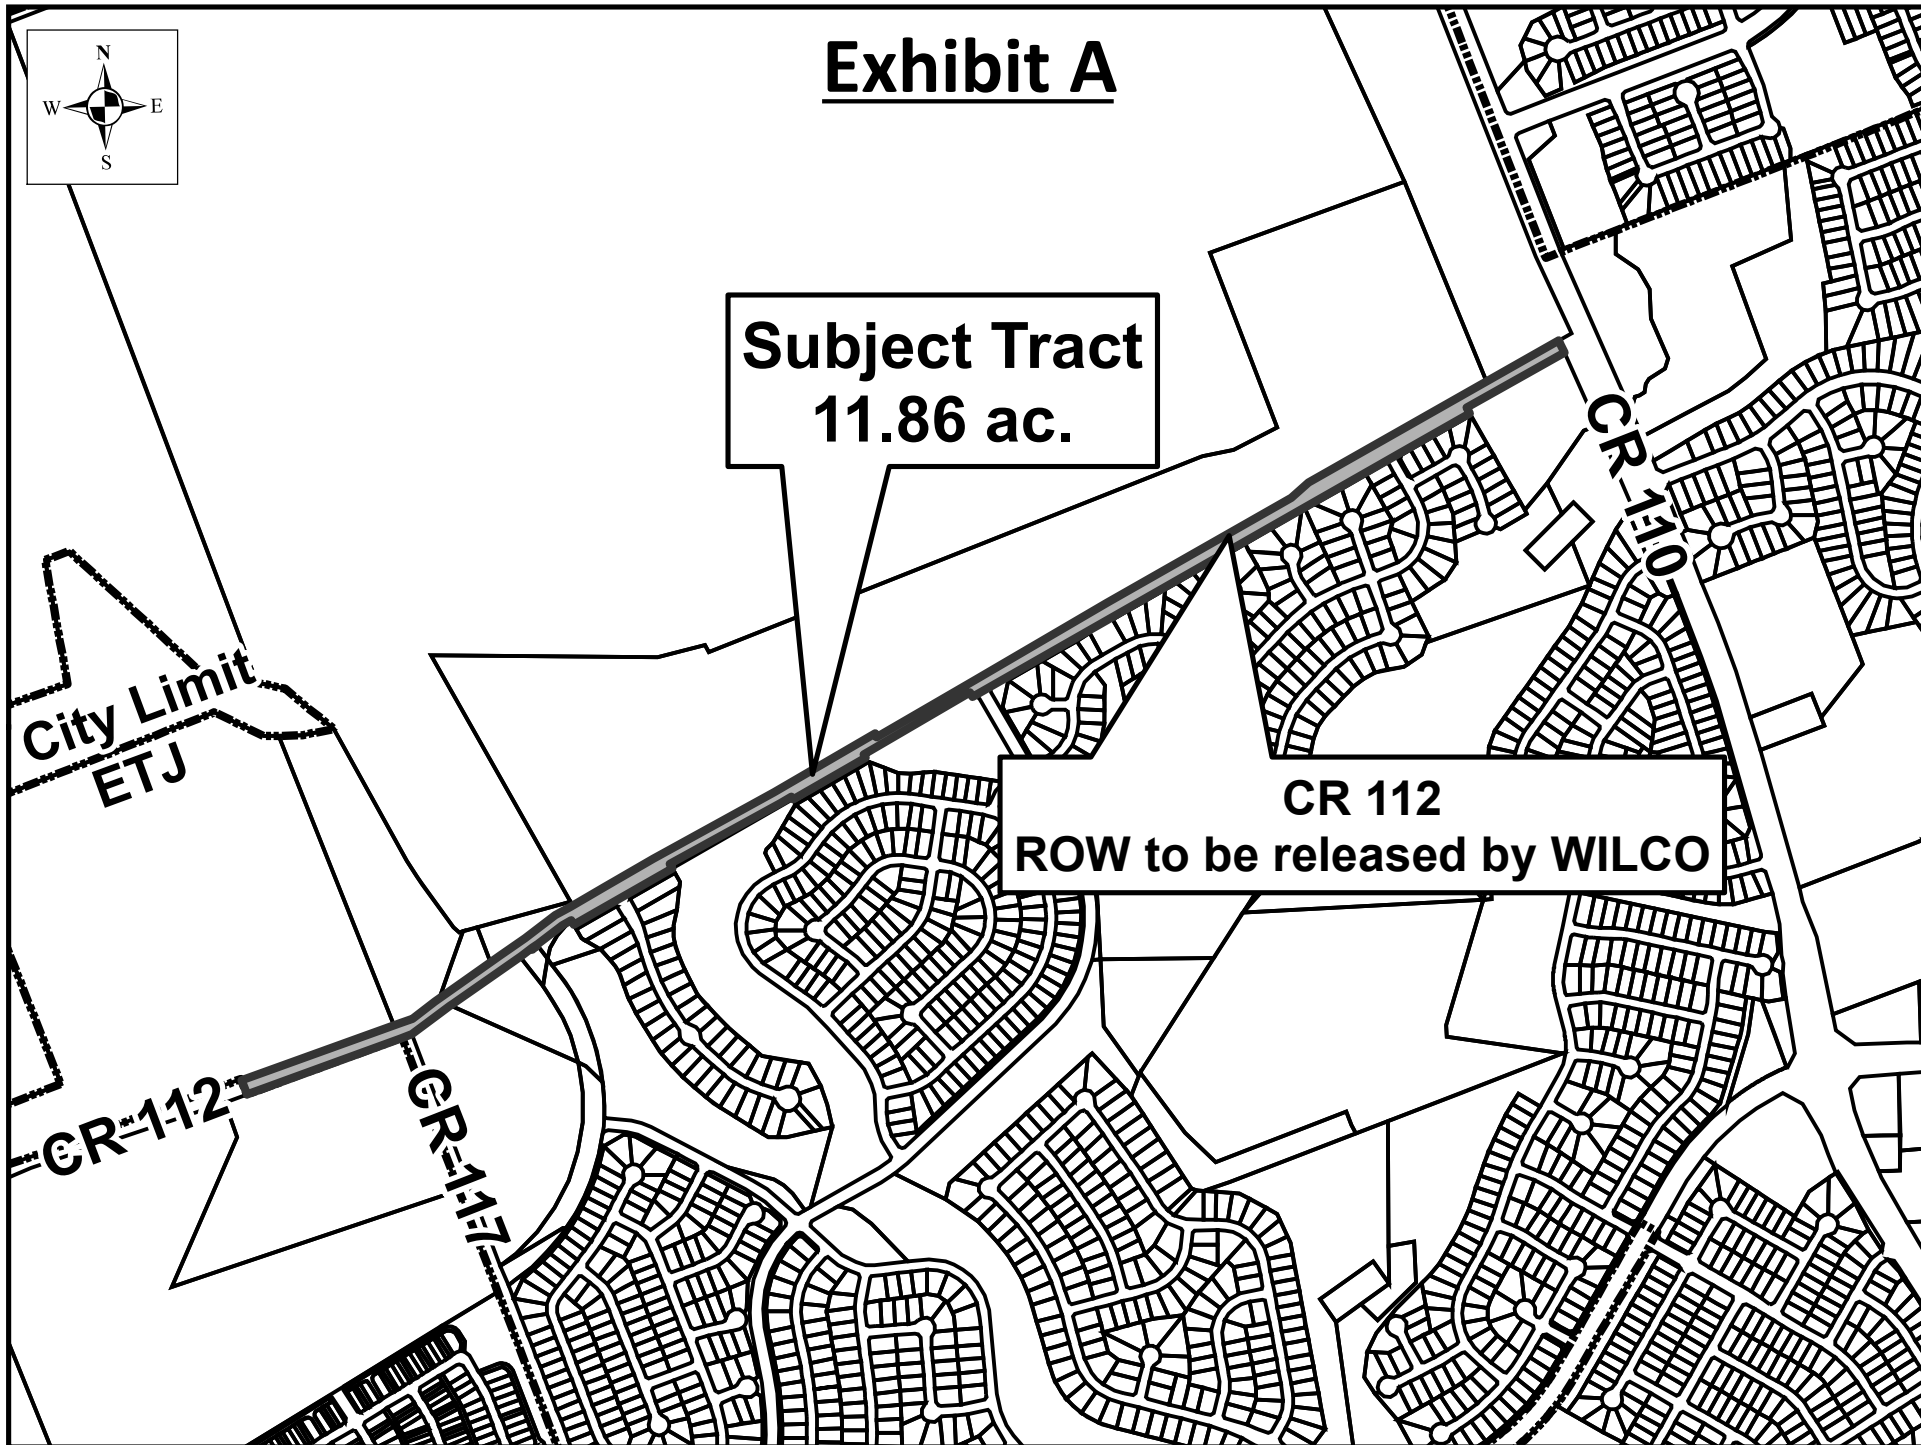 Exhibit A
N
W E
S
Subject Tract
11.86 ac.
CR 110
City Limit
ETJ
CR 112
ROW to be released by WILCO
CR 112
CR 117